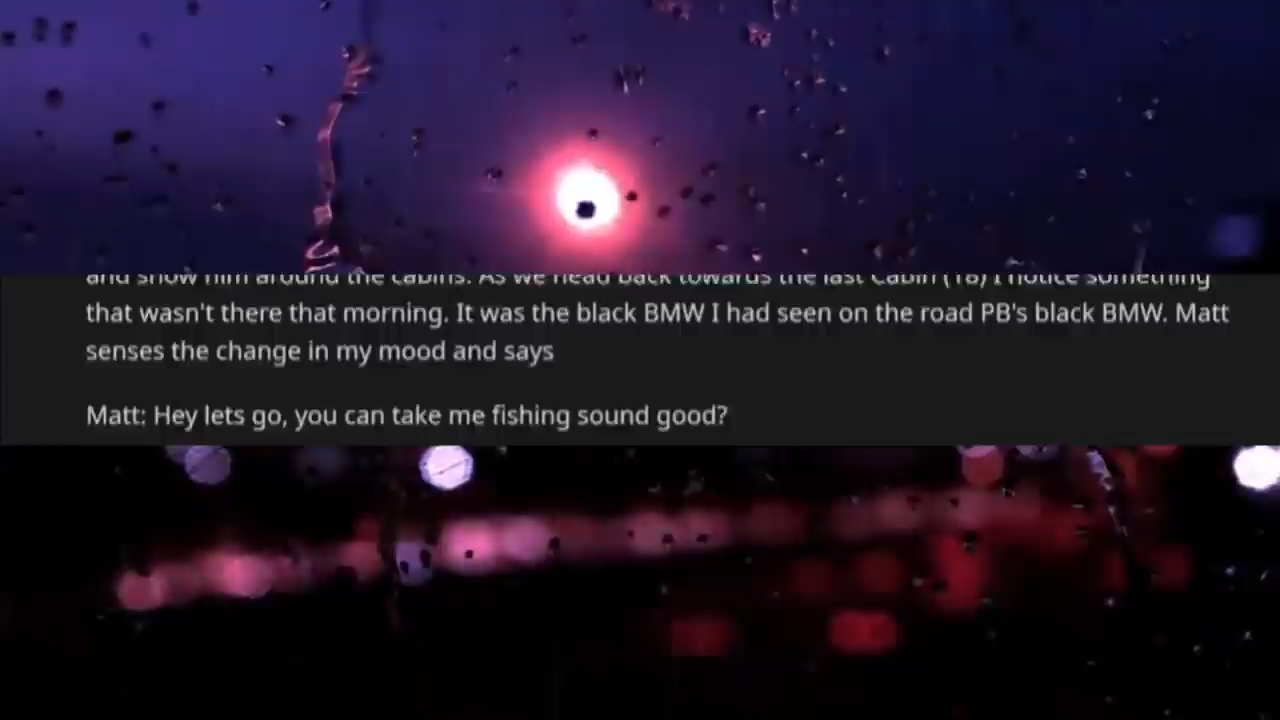 and show him around the cabins. As we head back towards the last Cabin (18) I notice something
that wasn't there that morning. It was the black BMW I had seen on the road PB's black BMW. Matt
senses the change in my mood and says
Matt: Hey lets go, you can take me fishing sound good?